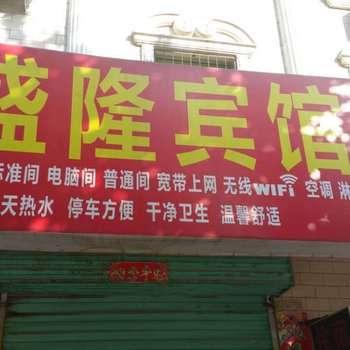 盛隆宾馆
标准间 电脑间 普通间 宽带上网 无线WIFI 空调 淋
天热水 停车方便 干净卫生 温馨舒适